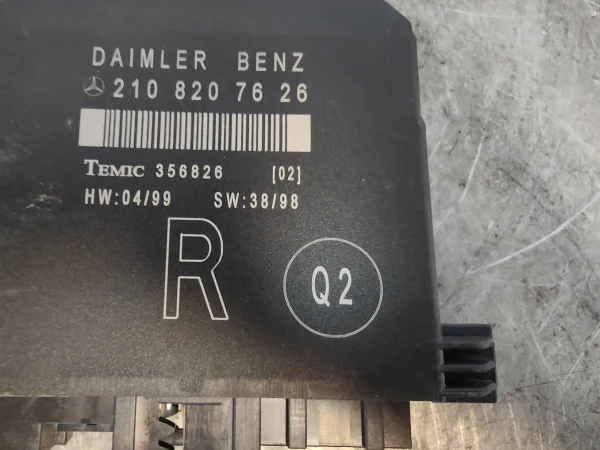 DAIMLER BENZ
210 820 76 26
TEMIC 356826 [02]
HW:04/99 SW:38/98
R
Q2